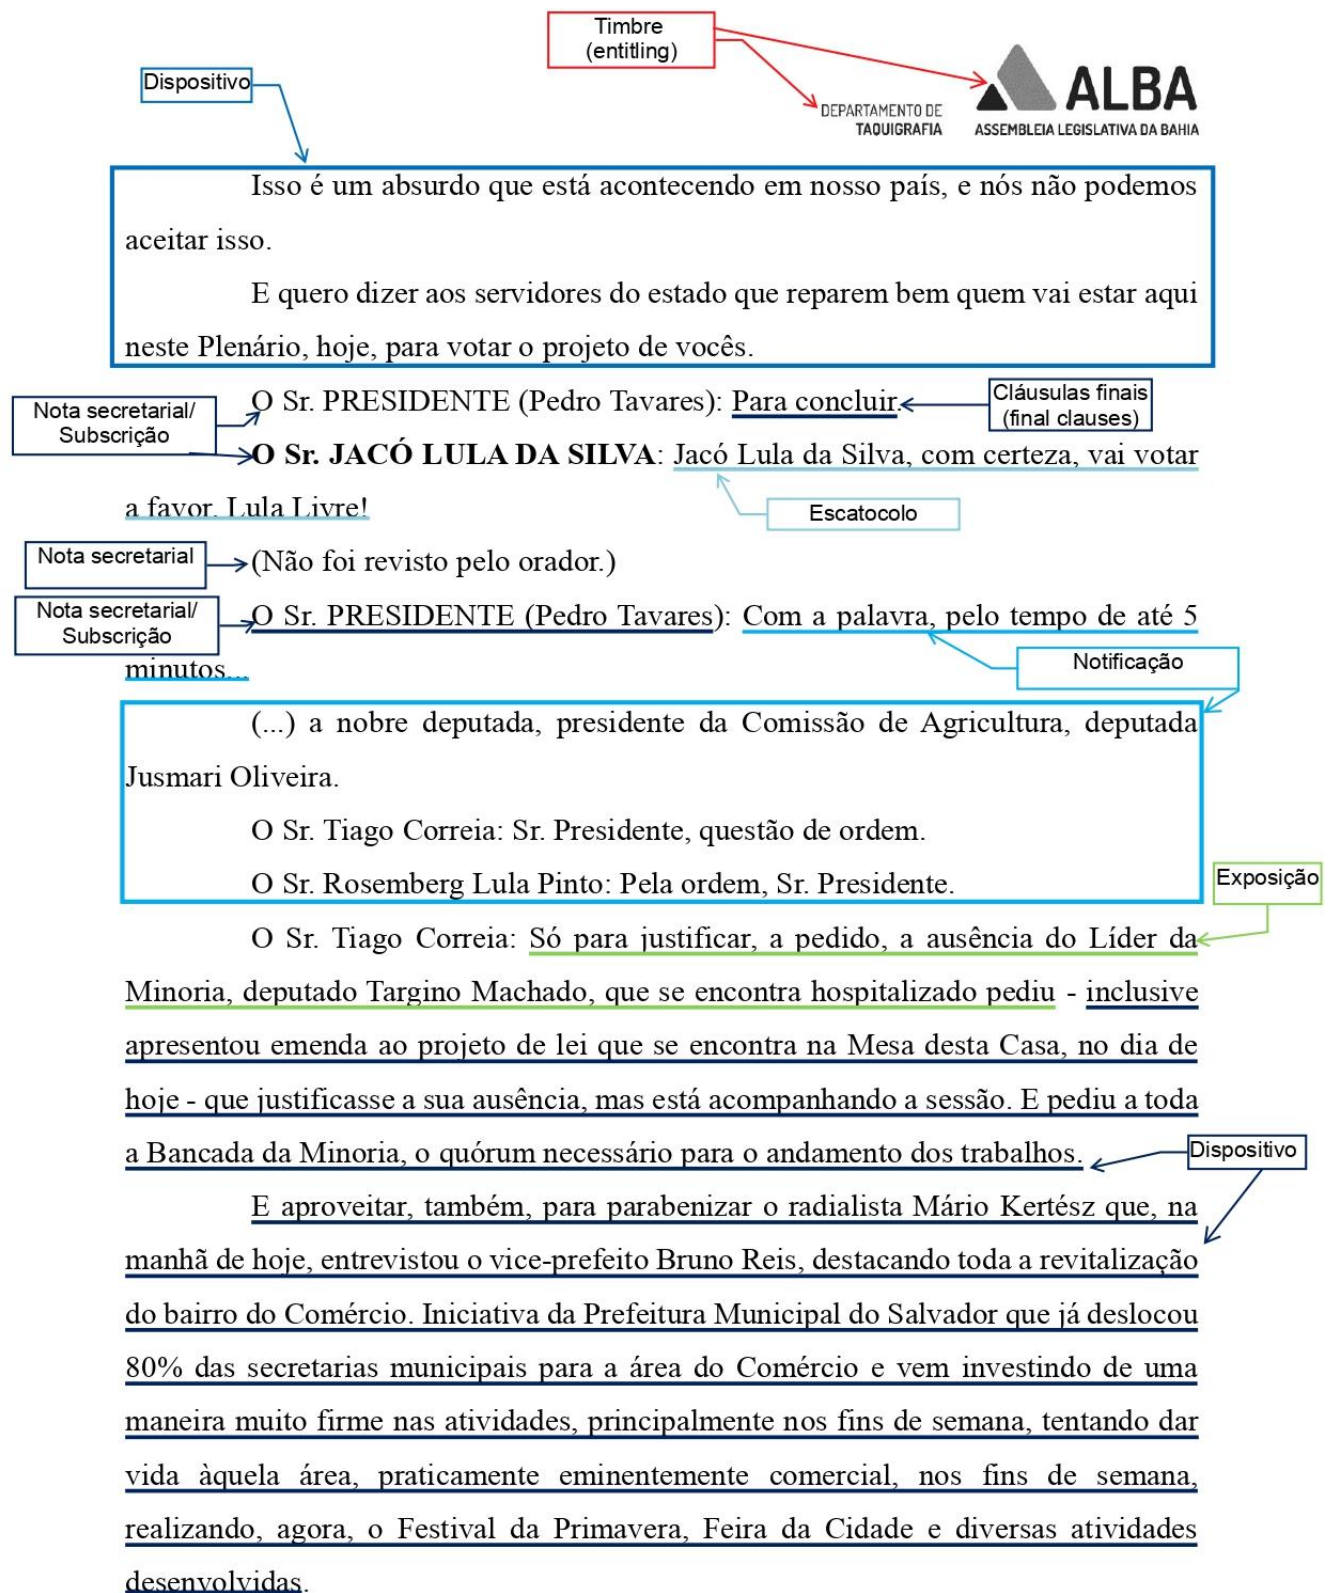 Timbre
(entitling)
Dispositivo
DEPARTAMENTO DE
TAQUIGRAFIA
ALBA
ASSEMBLEIA LEGISLATIVA DA BAHIA
Isso é um absurdo que está acontecendo em nosso país, e nós não podemos
aceitar isso.
E quero dizer aos servidores do estado que reparem bem quem vai estar aqui
neste Plenário, hoje, para votar o projeto de vocês.
Nota secretarial/
Subscrição
O Sr. PRESIDENTE (Pedro Tavares): Para concluir.
Cláusulas finais
(final clauses)
O Sr. JACÓ LULA DA SILVA: Jacó Lula da Silva, com certeza, vai votar
a favor. Lula Livre!
Escatocolo
Nota secretarial
(Não foi revisto pelo orador.)
Nota secretarial/
Subscrição
O Sr. PRESIDENTE (Pedro Tavares): Com a palavra, pelo tempo de até 5
minutos...
Notificação
(...) a nobre deputada, presidente da Comissão de Agricultura, deputada
Jusmari Oliveira.
O Sr. Tiago Correia: Sr. Presidente, questão de ordem.
O Sr. Rosemberg Lula Pinto: Pela ordem, Sr. Presidente.
Exposição
O Sr. Tiago Correia: Só para justificar, a pedido, a ausência do Líder da
Minoria, deputado Targino Machado, que se encontra hospitalizado pediu - inclusive
apresentou emenda ao projeto de lei que se encontra na Mesa desta Casa, no dia de
hoje - que justificasse a sua ausência, mas está acompanhando a sessão. E pediu a toda
a Bancada da Minoria, o quórum necessário para o andamento dos trabalhos.
Dispositivo
E aproveitar, também, para parabenizar o radialista Mário Kertész que, na
manhã de hoje, entrevistou o vice-prefeito Bruno Reis, destacando toda a revitalização
do bairro do Comércio. Iniciativa da Prefeitura Municipal do Salvador que já deslocou
80% das secretarias municipais para a área do Comércio e vem investindo de uma
maneira muito firme nas atividades, principalmente nos fins de semana, tentando dar
vida àquela área, praticamente eminentemente comercial, nos fins de semana,
realizando, agora, o Festival da Primavera, Feira da Cidade e diversas atividades
desenvolvidas.